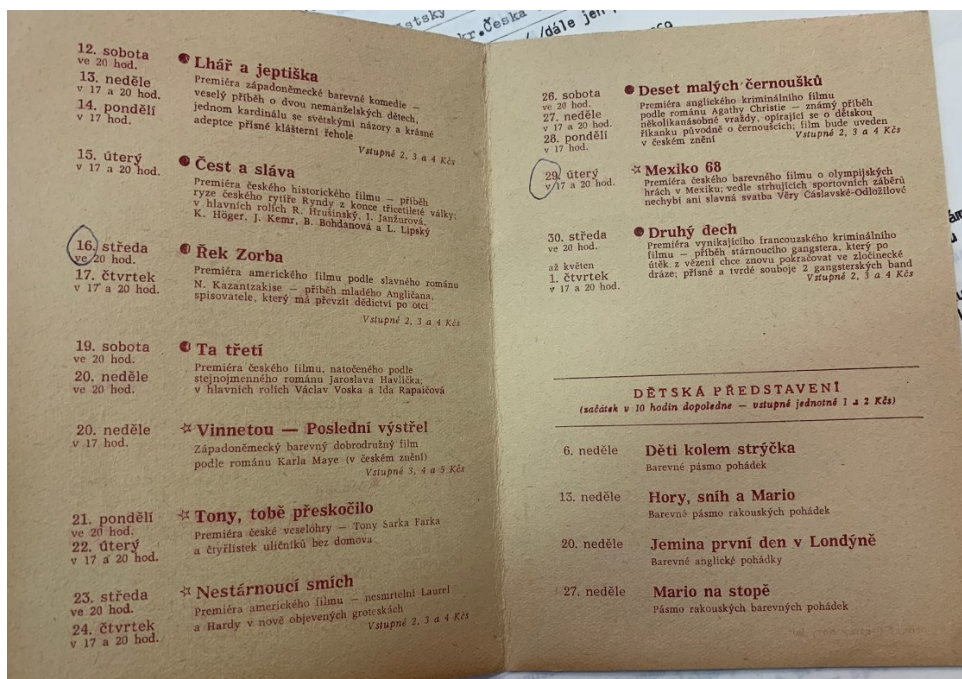 kr.Česka
/dále jen
12. sobota
ve 20 hod.
13. neděle
v 17 a 20 hod.
14. pondělí
v 17 hod.
Lhář a jeptiška
Premiéra západoněmecké barevné komedie —
veselý příběh o dvou nemanželských dětech,
jednom kardinálu se světskými názory a krásné
adeptce přísné klášterní řehole
Vstupné 2, 3 a 4 Kčs
15. úterý
v 17 a 20 hod.
Čest a sláva
Premiéra českého historického filmu — příběh
ryze českého rytíře Ryndy z konce třicetileté války;
v hlavních rolích R. Hrušínský, I. Janžurová,
K. Höger, J. Kemr, B. Bohdanová a L. Lipský
16. středa
ve 20 hod.
17. čtvrtek
v 17 a 20 hod.
Řek Zorba
Premiéra amerického filmu podle slavného románu
N. Kazantzakise — příběh mladého Angličana,
spisovatele, který má převzít dědictví po otci
Vstupné 2, 3 a 4 Kčs
19. sobota
ve 20 hod.
20. neděle
ve 20 hod.
Ta třetí
Premiéra českého filmu, natočeného podle
stejnojmenného románu Jaroslava Havlíčka;
v hlavních rolích Václav Voska a Ida Rapaičová
20. neděle
v 17 hod.
Vinnetou — Poslední výstřel
Západoněmecký barevný dobrodružný film
podle románu Karla Maye (v českém znění)
Vstupné 3, 4 a 5 Kčs
21. pondělí
ve 20 hod.
22. úterý
v 17 a 20 hod.
Tony, tobě přeskočilo
Premiéra české veselohry — Tony Sarka Farka
a čtyřlístek uličníků bez domova
23. středa
ve 20 hod.
24. čtvrtek
v 17 a 20 hod.
Nestárnoucí smích
Premiéra amerického filmu — nesmrtelní Laurel
a Hardy v nově objevených groteskách
Vstupné 2, 3 a 4 Kčs
26. sobota
ve 20 hod.
27. neděle
v 17 a 20 hod.
28. pondělí
v 17 hod.
Deset malých černoušků
Premiéra anglického kriminálního filmu
podle románu Agathy Christie — známý příběh
několikanásobné vraždy, opírající se o dětskou
říkanku původně o černoušcích; film bude uveden
v českém znění
Vstupné 2, 3 a 4 Kčs
29. úterý
v 17 a 20 hod.
Mexiko 68
Premiéra českého barevného filmu o olympijských
hrách v Mexiku; vedle strhujících sportovních záběrů
nechybí ani slavná svatba Věry Čáslavské-Odložilové
30. středa
ve 20 hod.
až květen
1. čtvrtek
v 17 a 20 hod.
Druhý dech
Premiéra vynikajícího francouzského kriminálního
filmu — příběh stárnoucího gangstera, který po
útěk z vězení chce znovu pokračovat ve zločinecké
dráze; přísné a tvrdé souboje 2 gangsterských band
Vstupné 2, 3 a 4 Kčs
DĚTSKÁ PŘEDSTAVENÍ
(začátek v 10 hodin dopoledne — vstupné jednotné 1 a 2 Kčs)
6. neděle
Děti kolem strýčka
Barevné pásmo pohádek
13. neděle
Hory, sníh a Mario
Barevné pásmo rakouských pohádek
20. neděle
Jemina první den v Londýně
Barevné anglické pohádky
27. neděle
Mario na stopě
Pásmo rakouských barevných pohádek